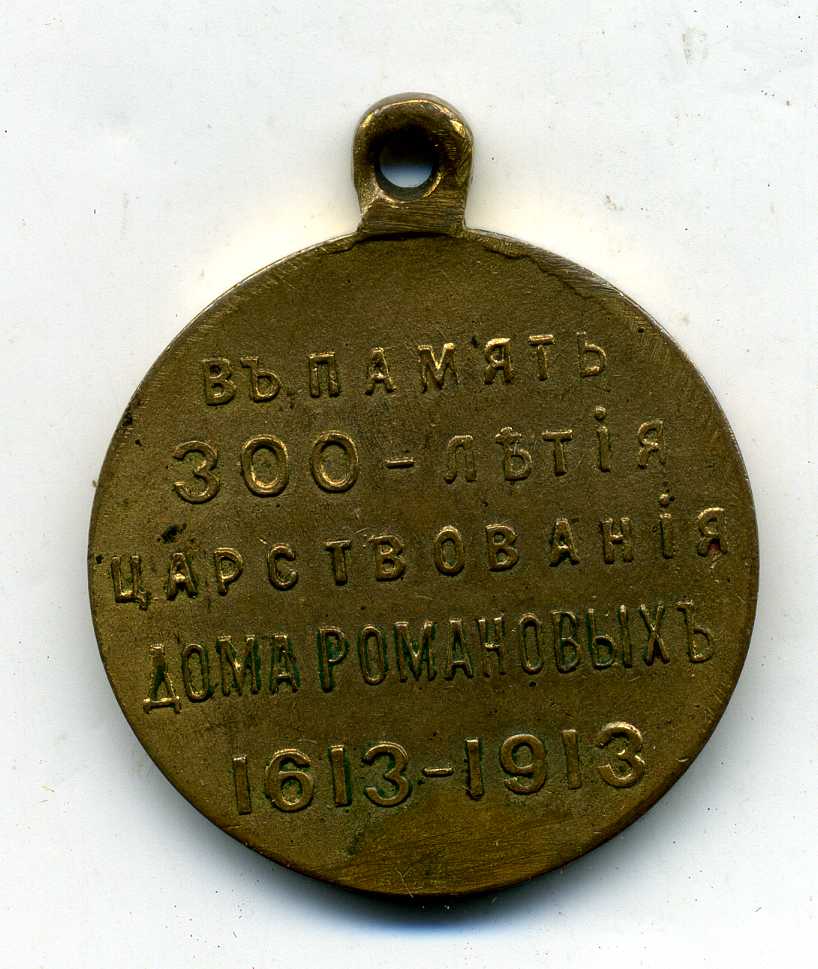 ВЪ ПАМЯТЬ
300-ЛѢТІЯ
ЦАРСТВОВАНІЯ
ДОМА РОМАНОВЫХЪ
1613-1913